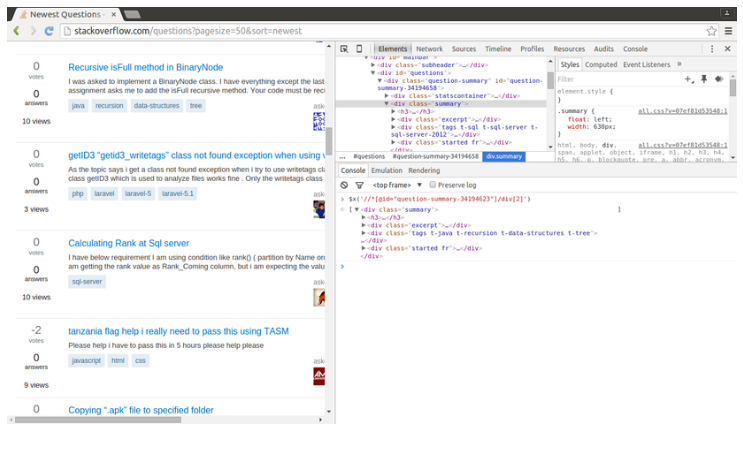 Newest Questions -
stackoverflow.com/questions?pagesize=50&sort=newest
0
votes
0
answers
10 views
Recursive isFull method in BinaryNode
I was asked to implement a BinaryNode class. I have everything except the last
assignment asks me to add the isFull recursive method. Your code must be rec
java recursion data-structures tree
ask
0
votes
0
answers
3 views
getID3 "getid3_writetags" class not found exception when using v
As the topic says i get a class not found exception when i try to use writetags cl
class getID3 which is used to analyze files works fine . Only the writetags class
php laravel laravel-5 laravel-5.1
ask
0
votes
0
answers
10 views
Calculating Rank at Sql server
I have below requirement I am using condition like rank() ( partition by Name or
am getting the rank value as Rank_Coming column, but i am expecting the valu
sql-server
ask
-2
votes
0
answers
9 views
tanzania flag help i really need to pass this using TASM
Please help i have to pass this in 5 hours please help please
javascript html css
ask
0
Copying ".apk" file to specified folder
Elements Network Sources Timeline Profiles Resources Audits Console
<div id="mainbar">
<div class="subheader">…</div>
<div id="questions">
<div class="question-summary" id="question-
summary-34194658">
<div class="statscontainer">…</div>
<div class="summary">
<h3>…</h3>
<div class="excerpt">…</div>
<div class="tags t-sql t-sql-server t-
sql-server-2012">…</div>
<div class="started fr">…</div>
</div>
... #questions #question-summary-34194658 div.summary
Styles Computed Event Listeners »
Filter
element.style {
}
.summary { all.css?v=07ef81d53548:1
float: left;
width: 630px;
}
html, body, div, all.css?v=07ef81d53548:1
span, applet, object, iframe, h1, h2, h3, h4,
h5, h6, p, blockquote, pre, a, abbr, acronym,
Console Emulation Rendering
<top frame> Preserve log
$x('//*[@id="question-summary-34194623"]/div[2]')
[<div class="summary"> ]
<h3>…</h3>
<div class="excerpt">…</div>
<div class="tags t-java t-recursion t-data-structures t-tree">
…</div>
<div class="started fr">…</div>
</div>